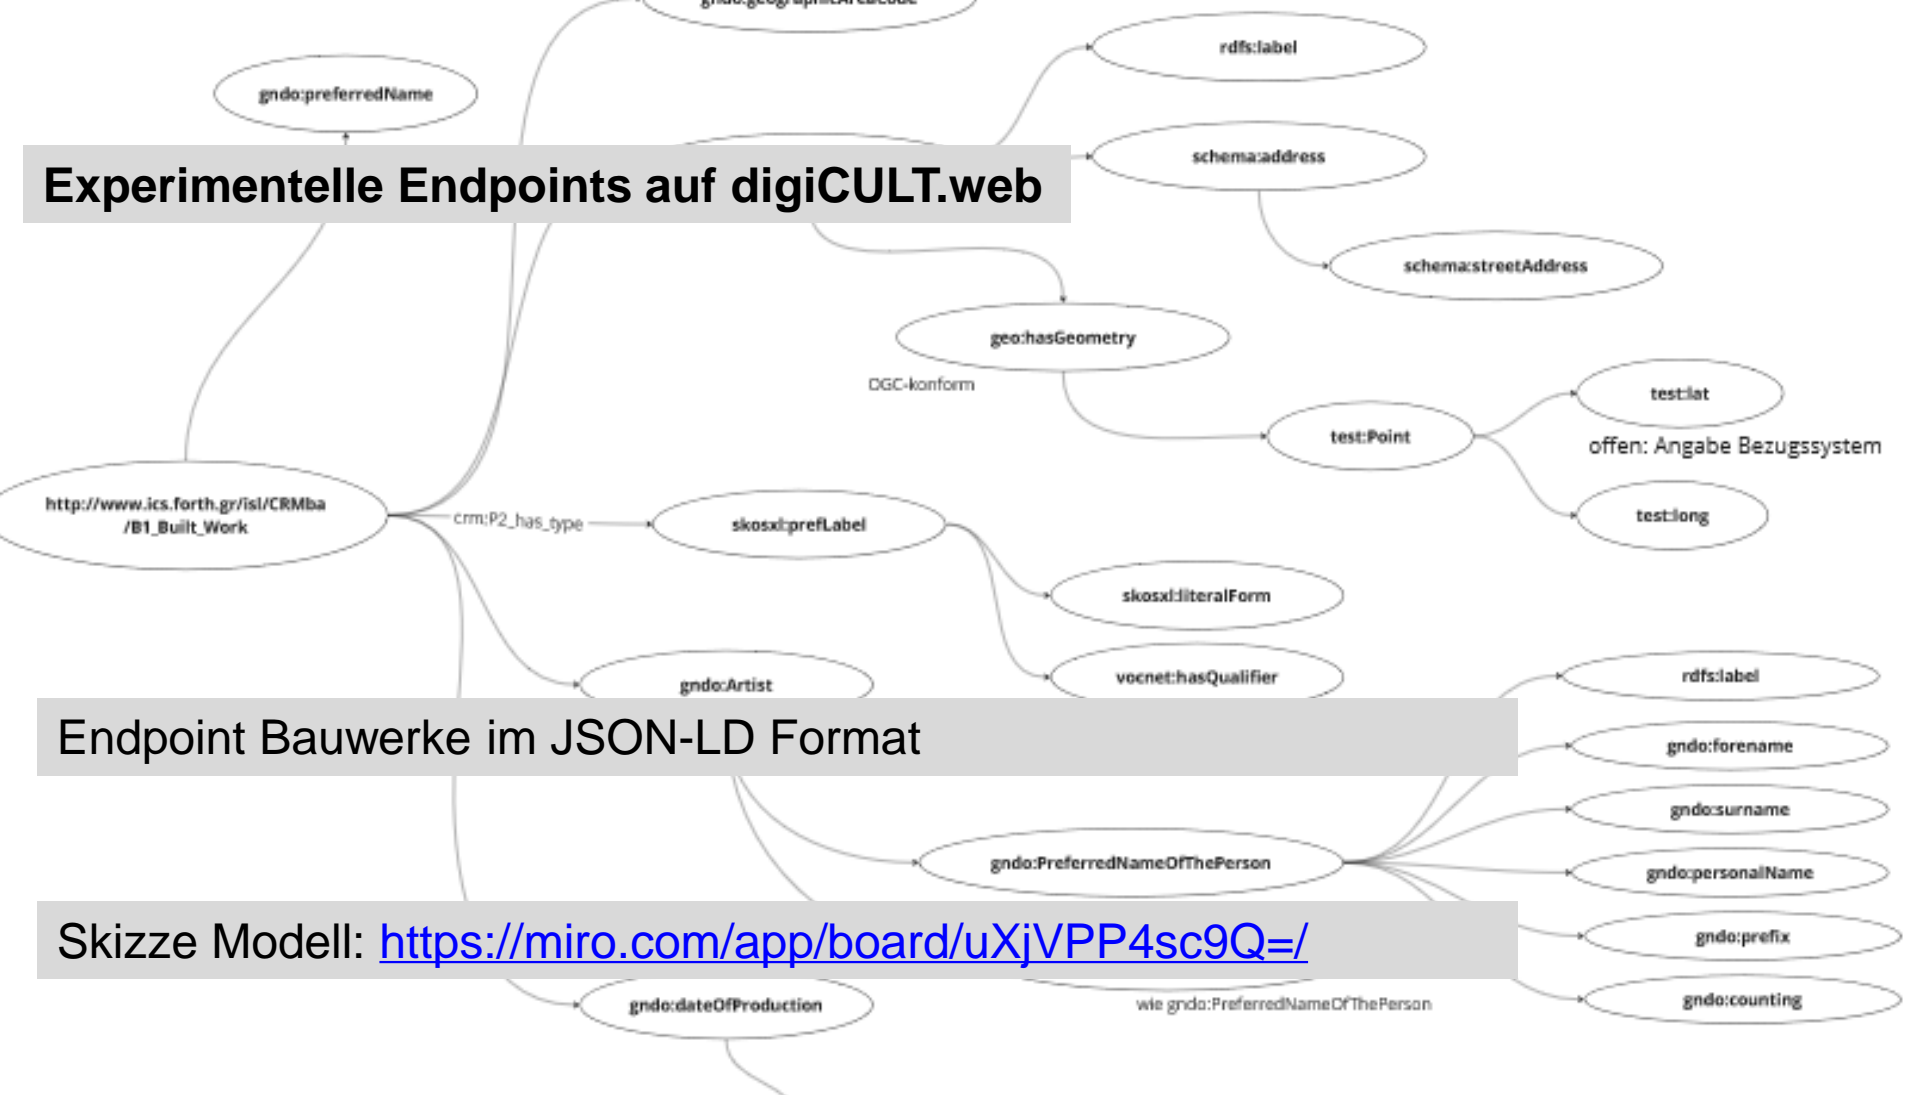 gndo:geographicAreaCode
rdfs:label
gndo:preferredName
schema:address
Experimentelle Endpoints auf digiCULT.web
schema:streetAddress
geo:hasGeometry
OGC-konform
test:lat
test:Point
offen: Angabe Bezugssystem
http://www.ics.forth.gr/isl/CRMba
/B1_Built_Work
crm:P2_has_type
skosxl:prefLabel
test:long
skosxl:literalForm
gndo:Artist
vocnet:hasQualifier
rdfs:label
Endpoint Bauwerke im JSON-LD Format
gndo:forename
gndo:surname
gndo:PreferredNameOfThePerson
gndo:personalName
Skizze Modell: https://miro.com/app/board/uXjVPP4sc9Q=/
gndo:prefix
gndo:dateOfProduction
wie gndo:PreferredNameOfThePerson
gndo:counting